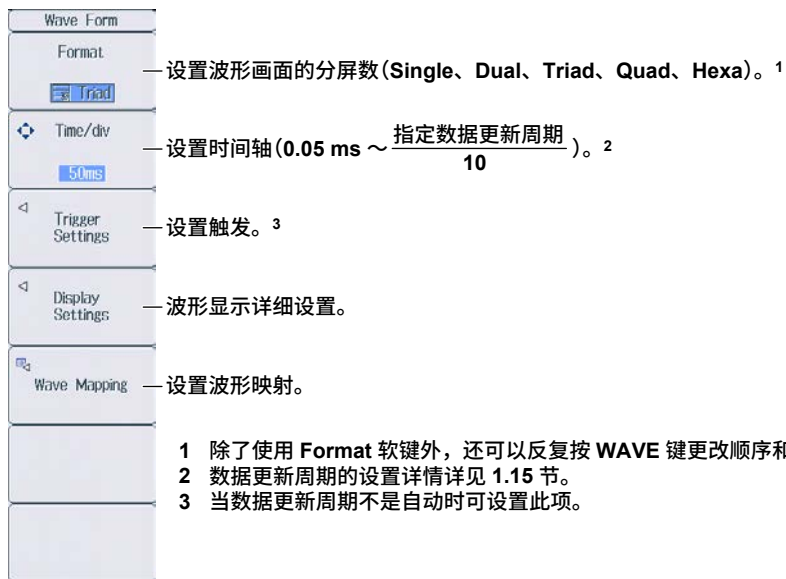 Wave Form
Format
Triad
设置波形画面的分屏数(Single、Dual、Triad、Quad、Hexa)。1
Time/div
50ms
设置时间轴(0.05 ms ～ 指定数据更新周期
10
)。2
Trigger
Settings
设置触发。3
Display
Settings
波形显示详细设置。
Wave Mapping
设置波形映射。
1 除了使用 Format 软键外，还可以反复按 WAVE 键更改顺序和
2 数据更新周期的设置详情详见 1.15 节。
3 当数据更新周期不是自动时可设置此项。